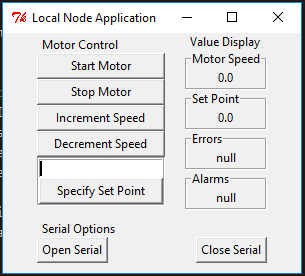 Local Node Application
Motor Control
Start Motor
Stop Motor
Increment Speed
Decrement Speed
Specify Set Point
Value Display
Motor Speed
0.0
Set Point
0.0
Errors
null
Alarms
null
Serial Options
Open Serial
Close Serial